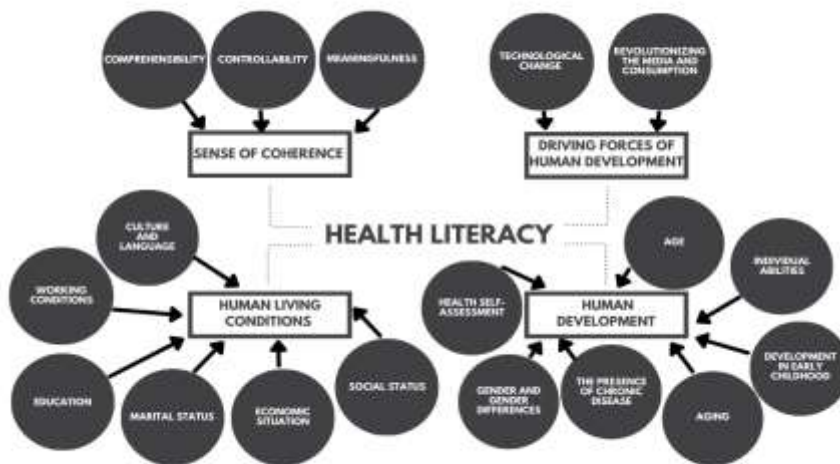 COMPREHENSIBILITY
CONTROLLABILITY
MEANINGFULNESS
TECHNOLOGICAL
CHANGE
REVOLUTIONIZING
THE MEDIA AND
CONSUMPTION
SENSE OF COHERENCE
DRIVING FORCES OF
HUMAN DEVELOPMENT
HEALTH LITERACY
CULTURE
AND
LANGUAGE
WORKING
CONDITIONS
HUMAN LIVING
CONDITIONS
EDUCATION
MARITAL STATUS
ECONOMIC
SITUATION
SOCIAL STATUS
AGE
INDIVIDUAL
ABILITIES
HEALTH SELF-
ASSESSMENT
HUMAN
DEVELOPMENT
DEVELOPMENT
IN EARLY
CHILDHOOD
GENDER AND
GENDER
DIFFERENCES
THE PRESENCE
OF CHRONIC
DISEASE
AGING